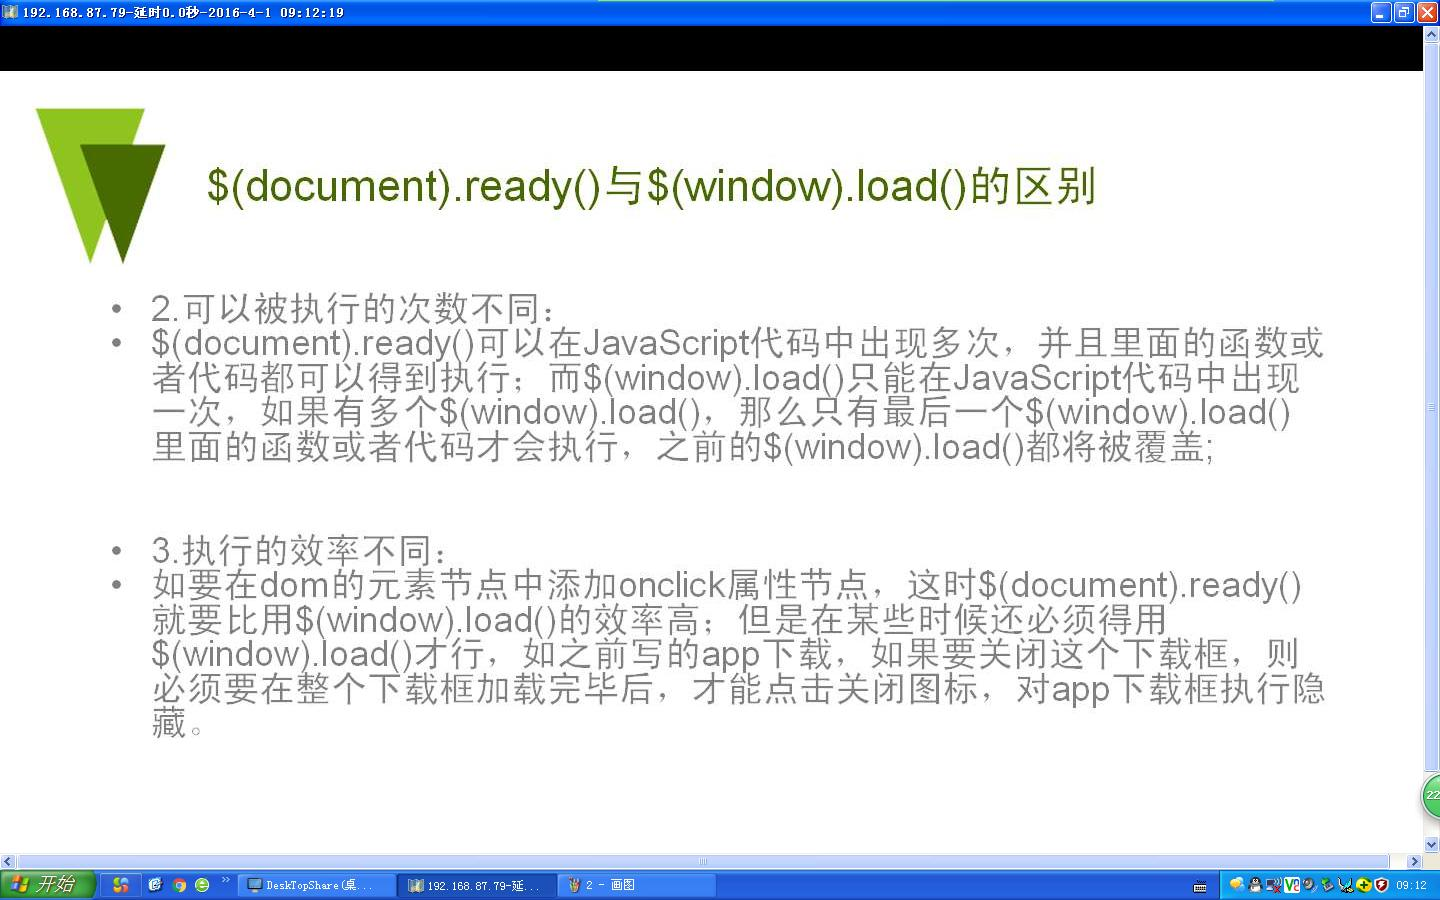 192.168.87.79-延时0.0秒-2016-4-1 09:12:19
$(document).ready()与$(window).load()的区别
• 2.可以被执行的次数不同：
• $(document).ready()可以在JavaScript代码中出现多次，并且里面的函数或
者代码都可以得到执行；而$(window).load()只能在JavaScript代码中出现
一次，如果有多个$(window).load()，那么只有最后一个$(window).load()
里面的函数或者代码才会执行，之前的$(window).load()都将被覆盖;
• 3.执行的效率不同：
• 如要在dom的元素节点中添加onclick属性节点，这时$(document).ready()
就要比用$(window).load()的效率高；但是在某些时候还必须得用
$(window).load()才行，如之前写的app下载，如果要关闭这个下载框，则
必须要在整个下载框加载完毕后，才能点击关闭图标，对app下载框执行隐
藏。
22
开始
DeskTopShare(桌...
192.168.87.79-延...
2 - 画图
V2
09:12